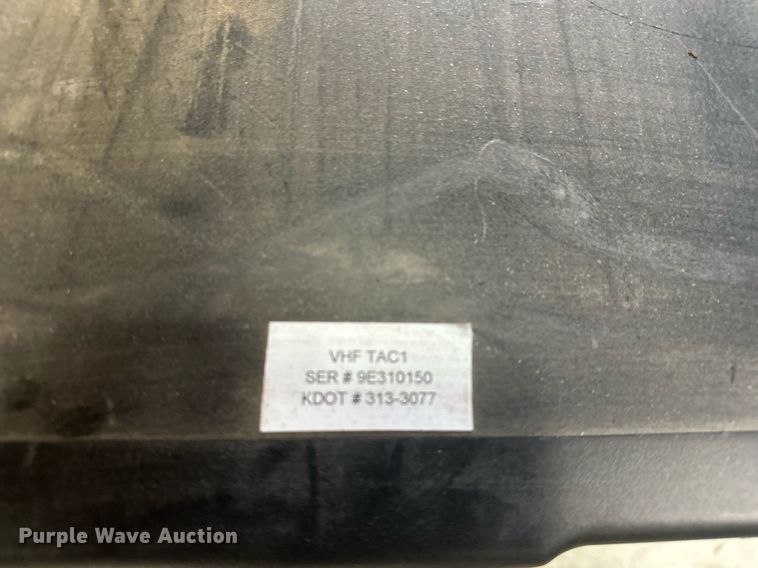 VHF TAC1
SER # 9E310150
KDOT # 313-3077
Purple Wave Auction